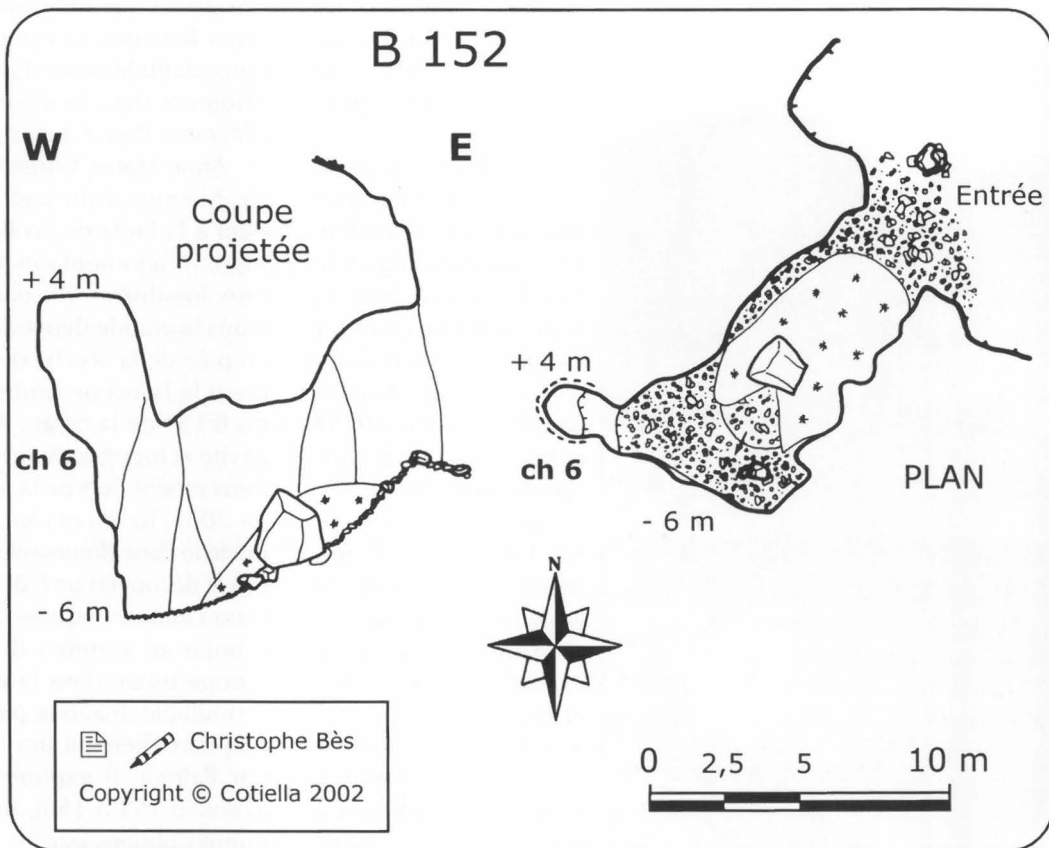 B 152
W
E
Coupe
projetée
+ 4 m
ch 6
- 6 m
Entrée
+ 4 m
ch 6
- 6 m
PLAN
N
Christophe Bès
Copyright © Cotiella 2002
0 2,5 5 10 m